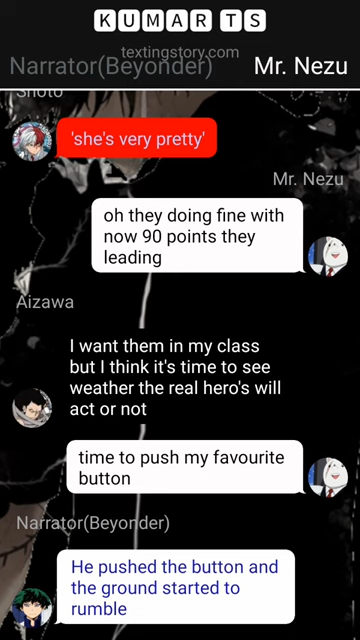 KUMAR TS
textingstory.com
Narrator(Beyonder)
Mr. Nezu
Shoto
'she's very pretty'
Mr. Nezu
oh they doing fine with
now 90 points they
leading
Aizawa
I want them in my class
but I think it's time to see
weather the real hero's will
act or not
time to push my favourite
button
Narrator(Beyonder)
He pushed the button and
the ground started to
rumble